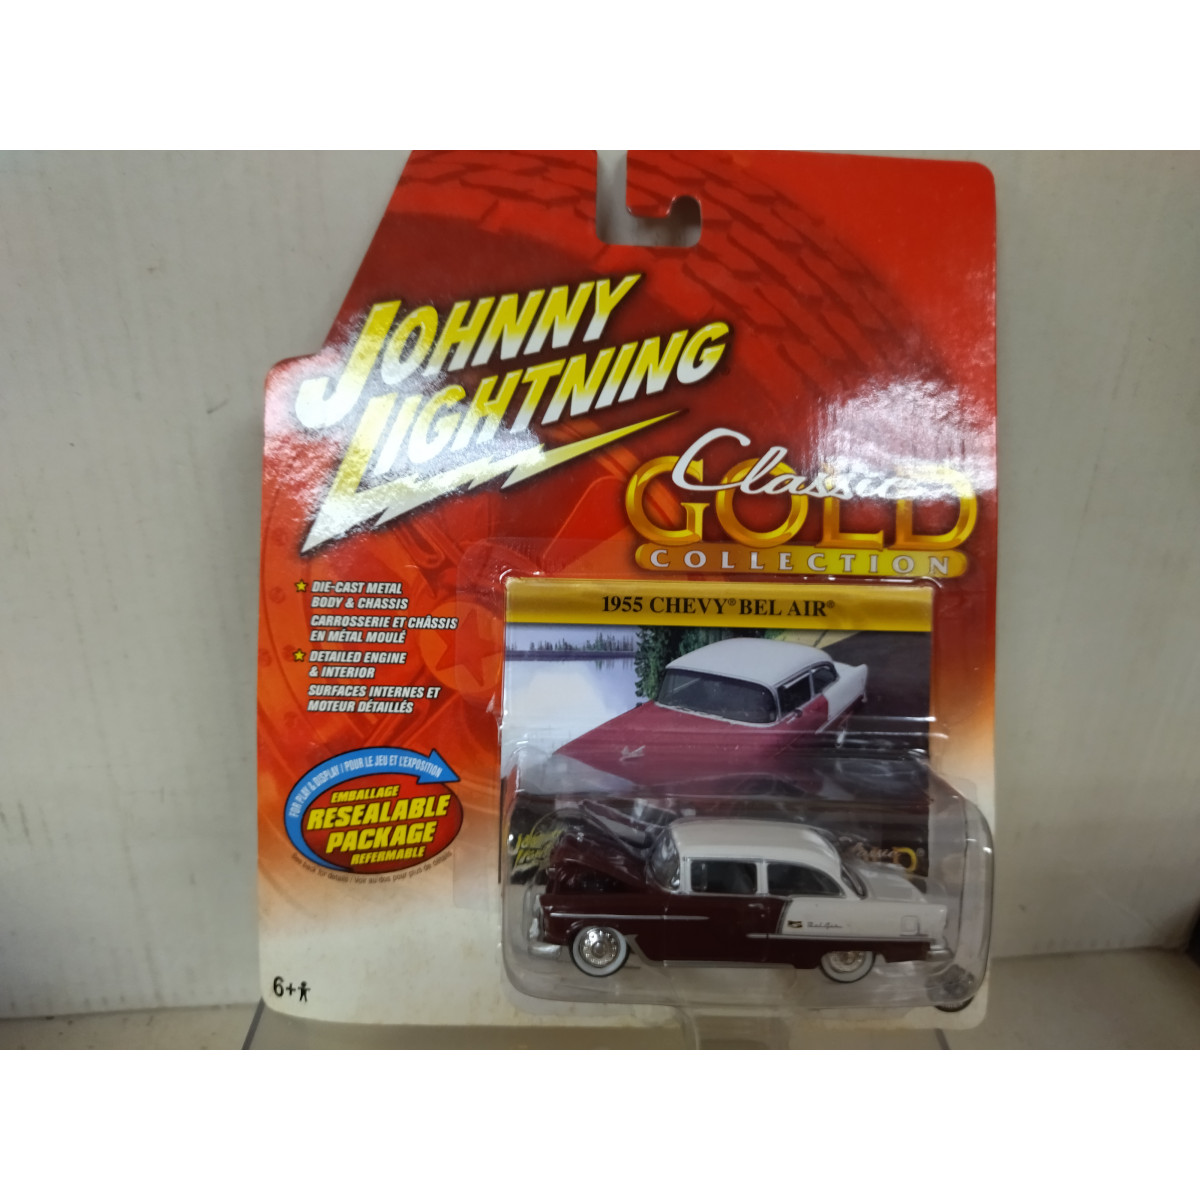 JOHNNY
LIGHTNING
Classic
GOLD
COLLECTION
DIE-CAST METAL
BODY & CHASSIS
CARROSSERIE ET CHÂSSIS
EN MÉTAL MOULÉ
DETAILED ENGINE
& INTERIOR
SURFACES INTERNES ET
MOTEUR DÉTAILLÉS
1955 CHEVY® BEL AIR®
FOR PLAY & DISPLAY / POUR LE JEU ET L'EXPOSITION
EMBALLAGE
RESEALABLE
PACKAGE
REFERMABLE
Bel Air
6+